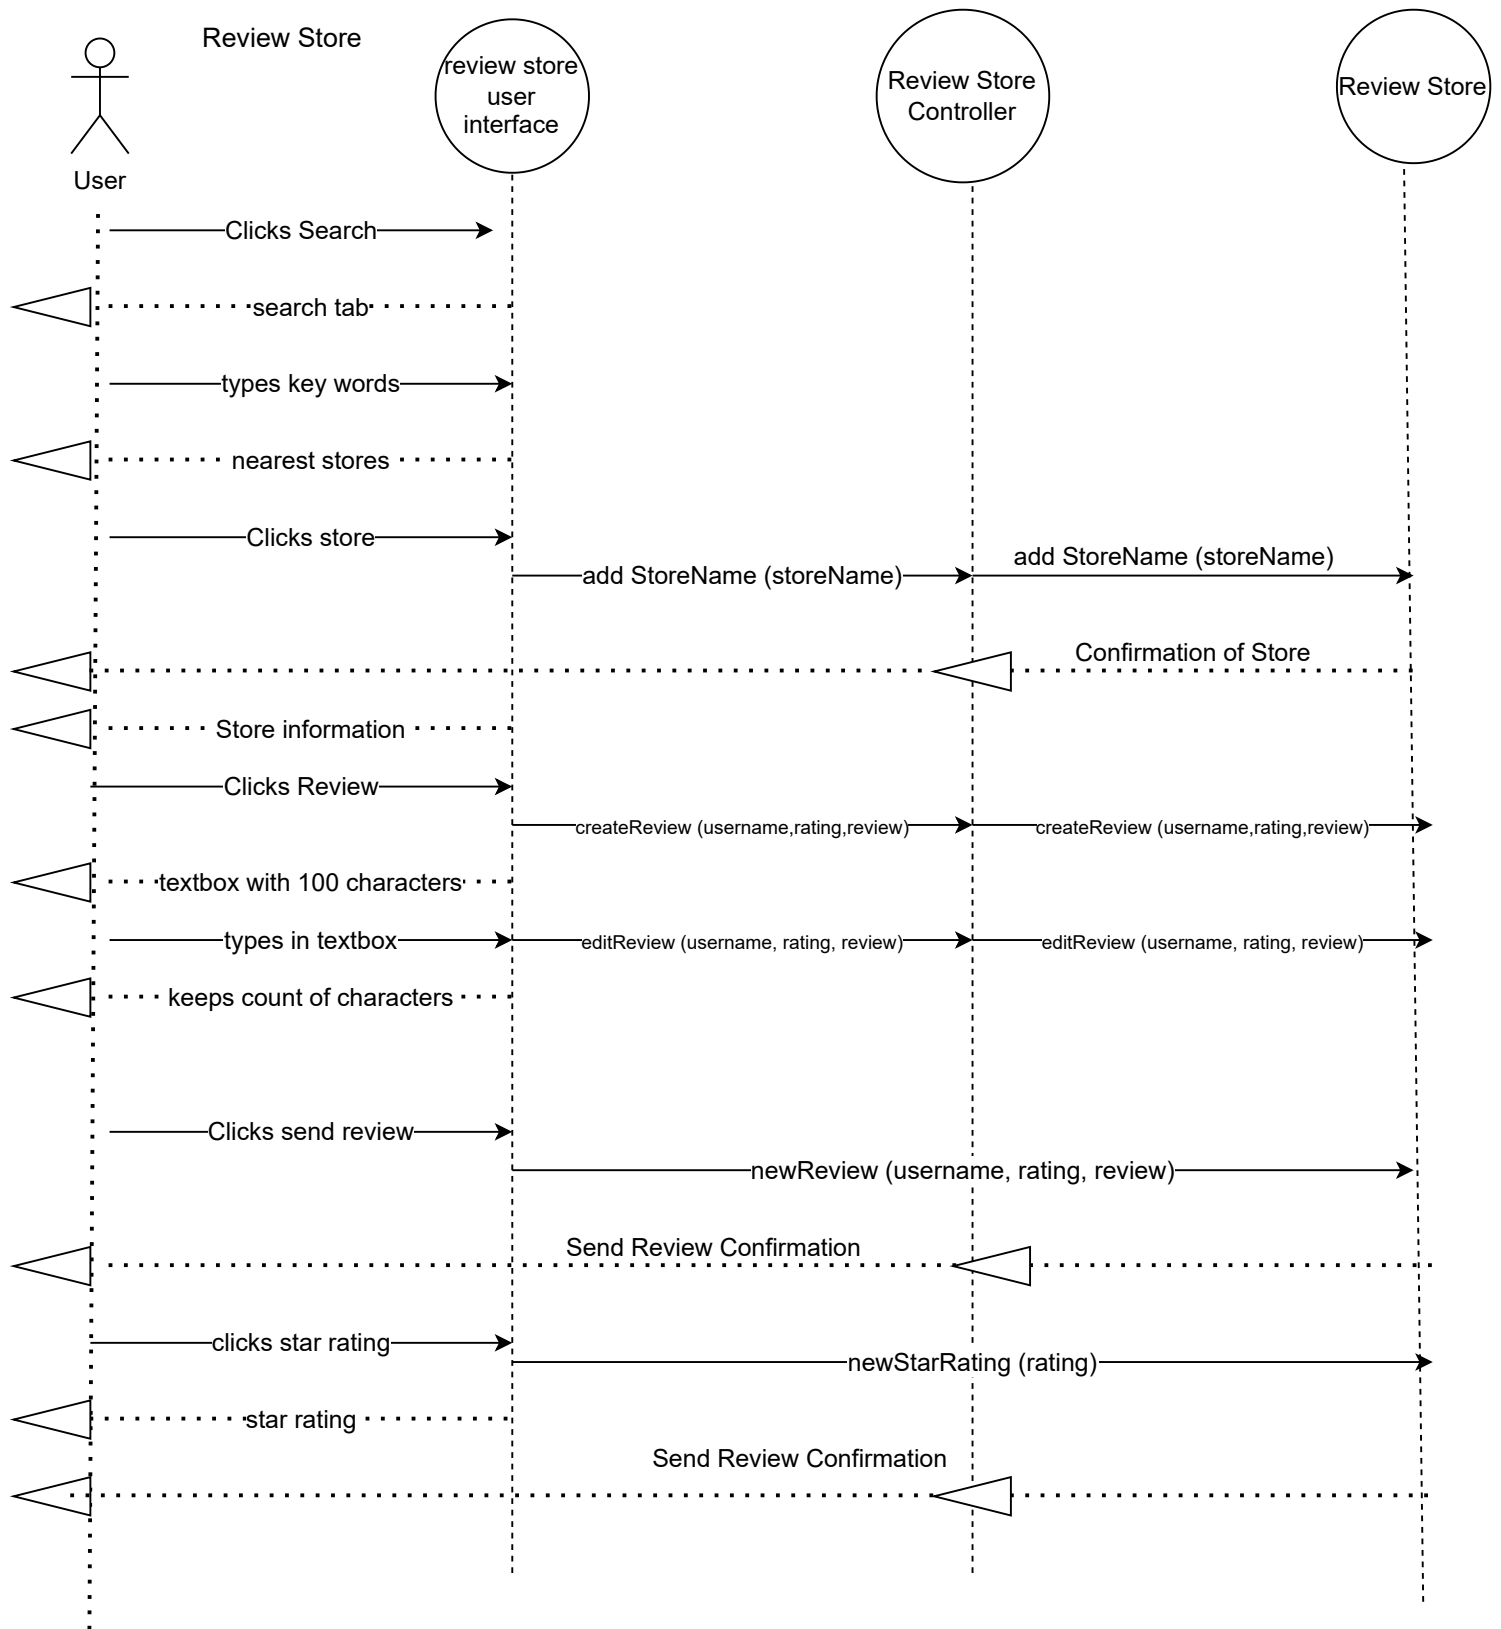 Review Store
review store
user
interface
Review Store
Controller
Review Store
User
Clicks Search
search tab
types key words
nearest stores
Clicks store
add StoreName (storeName)
add StoreName (storeName)
Confirmation of Store
Store information
Clicks Review
createReview (username,rating,review)
createReview (username,rating,review)
textbox with 100 characters
types in textbox
editReview (username, rating, review)
editReview (username, rating, review)
keeps count of characters
Clicks send review
newReview (username, rating, review)
Send Review Confirmation
clicks star rating
newStarRating (rating)
star rating
Send Review Confirmation